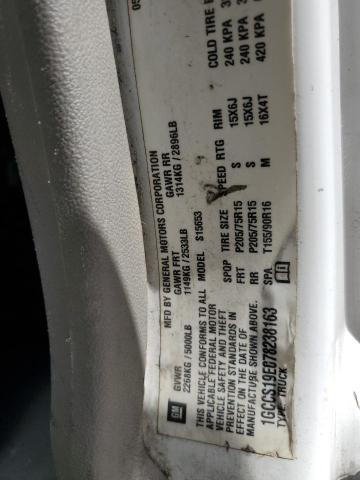 05
MFD BY GENERAL MOTORS CORPORATION
GM
GVWR GAWR FRT GAWR RR
2268KG / 5000LB 1149KG / 2533LB 1314KG / 2896LB
THIS VEHICLE CONFORMS TO ALL
APPLICABLE FEDERAL MOTOR
VEHICLE SAFETY AND THEFT
PREVENTION STANDARDS IN
EFFECT ON THE DATE OF
MANUFACTURE SHOWN ABOVE.
1GCCS19E078238163
TYPE: TRUCK
MODEL S15653
TIRE SIZE SPEED RTG RIM COLD TIRE
FRT P205/75R15 S 15X6J 240 KPA
RR P205/75R15 S 15X6J 240 KPA
SPA T155/90R16 M 16X4T 420 KPA